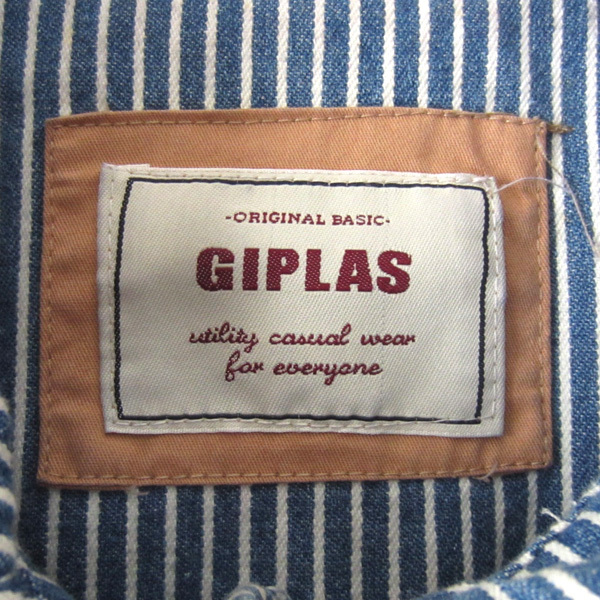 -ORIGINAL BASIC-
GIPLAS
utility casual wear
for everyone